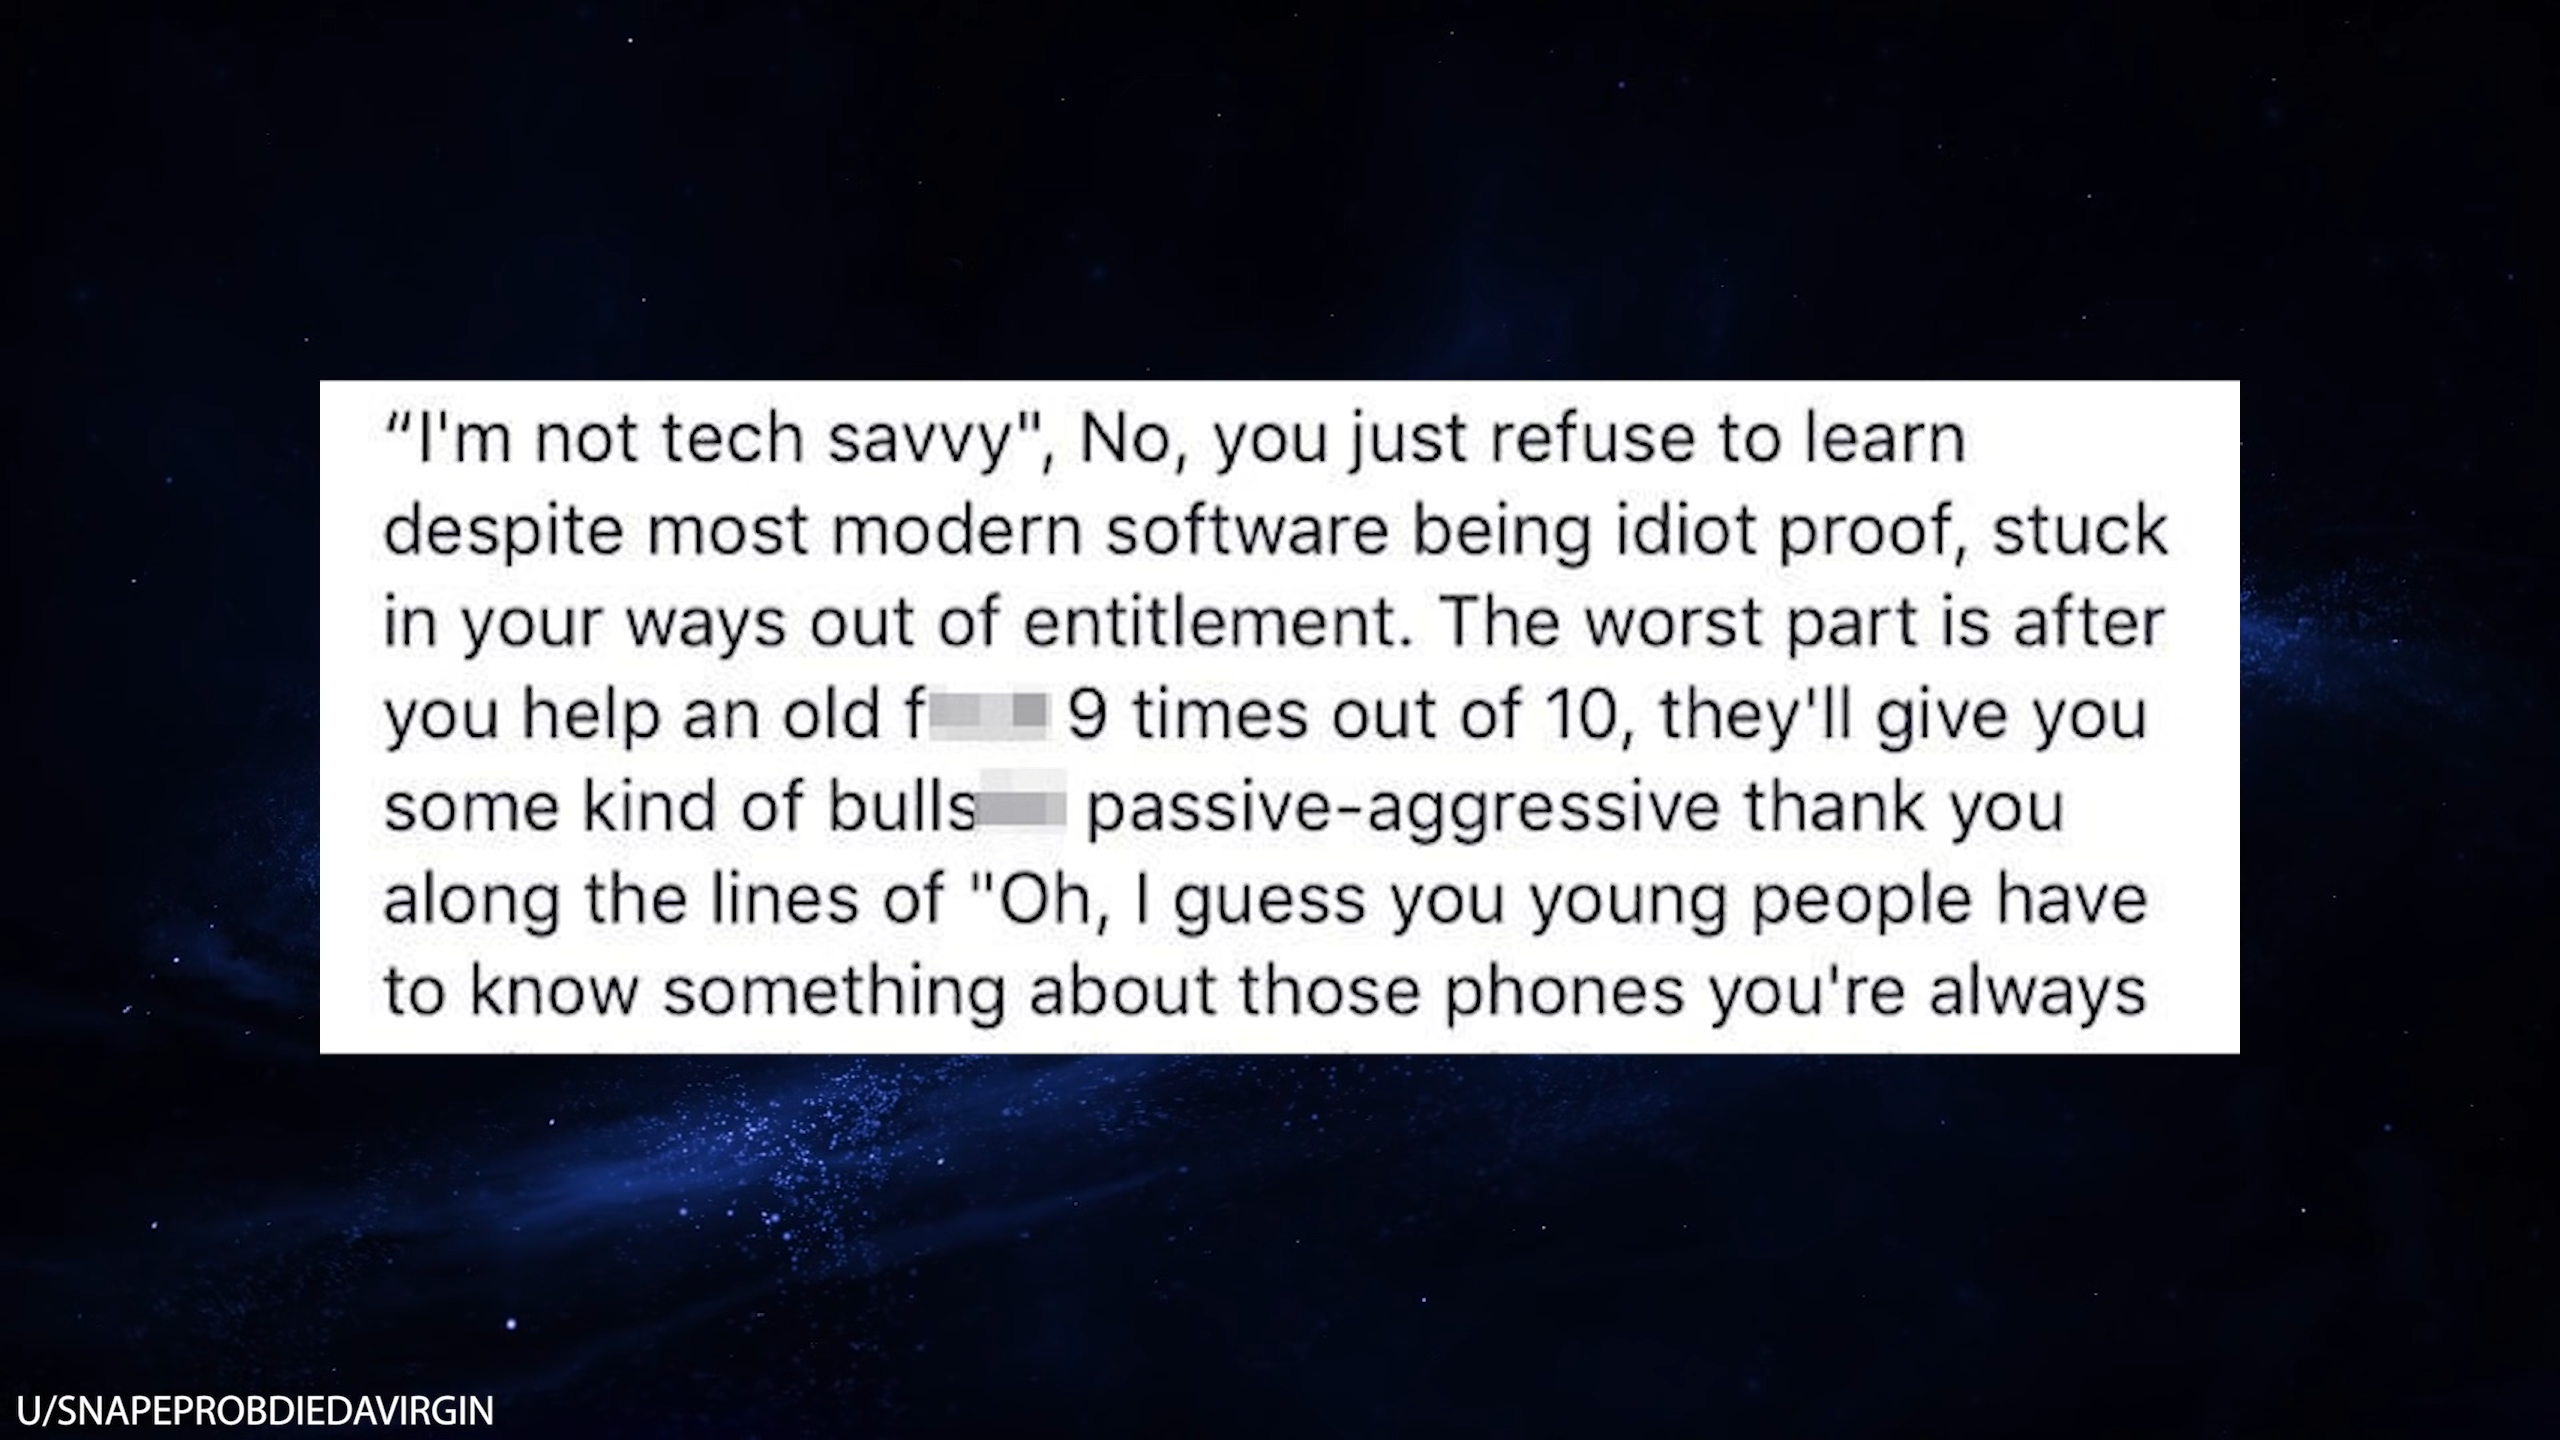 “I'm not tech savvy", No, you just refuse to learn
despite most modern software being idiot proof, stuck
in your ways out of entitlement. The worst part is after
you help an old f 9 times out of 10, they'll give you
some kind of bulls passive-aggressive thank you
along the lines of "Oh, I guess you young people have
to know something about those phones you're always
U/SNAPEPROBDIEDAVIRGIN